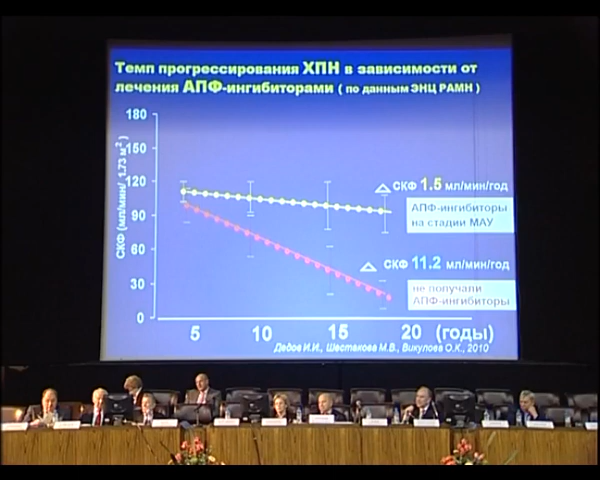 Темп прогрессирования ХПН в зависимости от
лечения АПФ-ингибиторами ( по данным ЭНЦ РАМН )
СКФ (мл/мин/ 1.73 м²)
180
150
120
90
60
30
0
△ СКФ 1.5 мл/мин/год
АПФ-ингибиторы
на стадии МАУ
△ СКФ 11.2 мл/мин/год
не получали
АПФ-ингибиторы
5 10 15 20 (годы)
Дедов И.И., Шестакова М.В., Викулова О.К., 2010